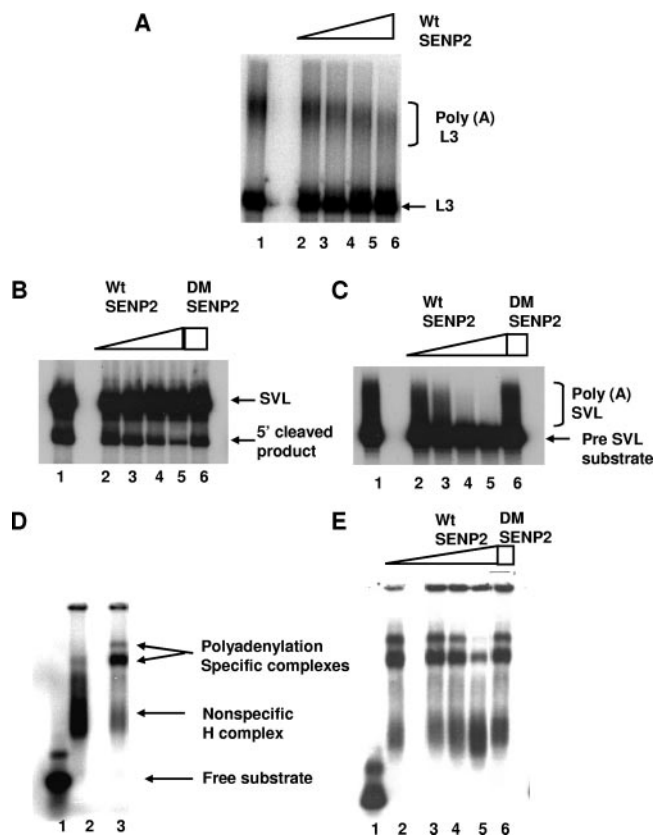 A
Wt
SENP2
Poly (A)
L3
L3
1 2 3 4 5 6
B
Wt
SENP2
DM
SENP2
SVL
5' cleaved
product
1 2 3 4 5 6
C
Wt
SENP2
DM
SENP2
Poly (A)
SVL
Pre SVL
substrate
1 2 3 4 5 6
D
Polyadenylation
Specific complexes
Nonspecific
H complex
Free substrate
1 2 3
E
Wt
SENP2
DM
SENP2
1 2 3 4 5 6